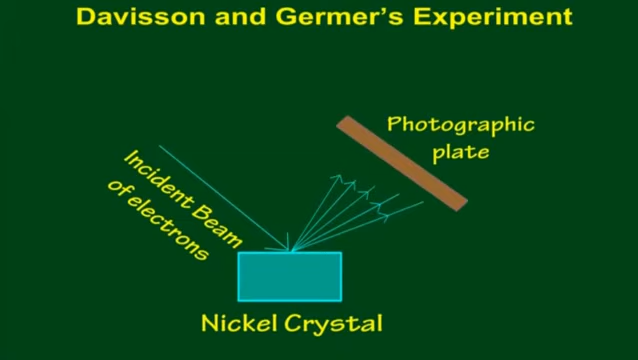 Davisson and Germer's Experiment
Photographic
plate
Incident Beam
of electrons
Nickel Crystal